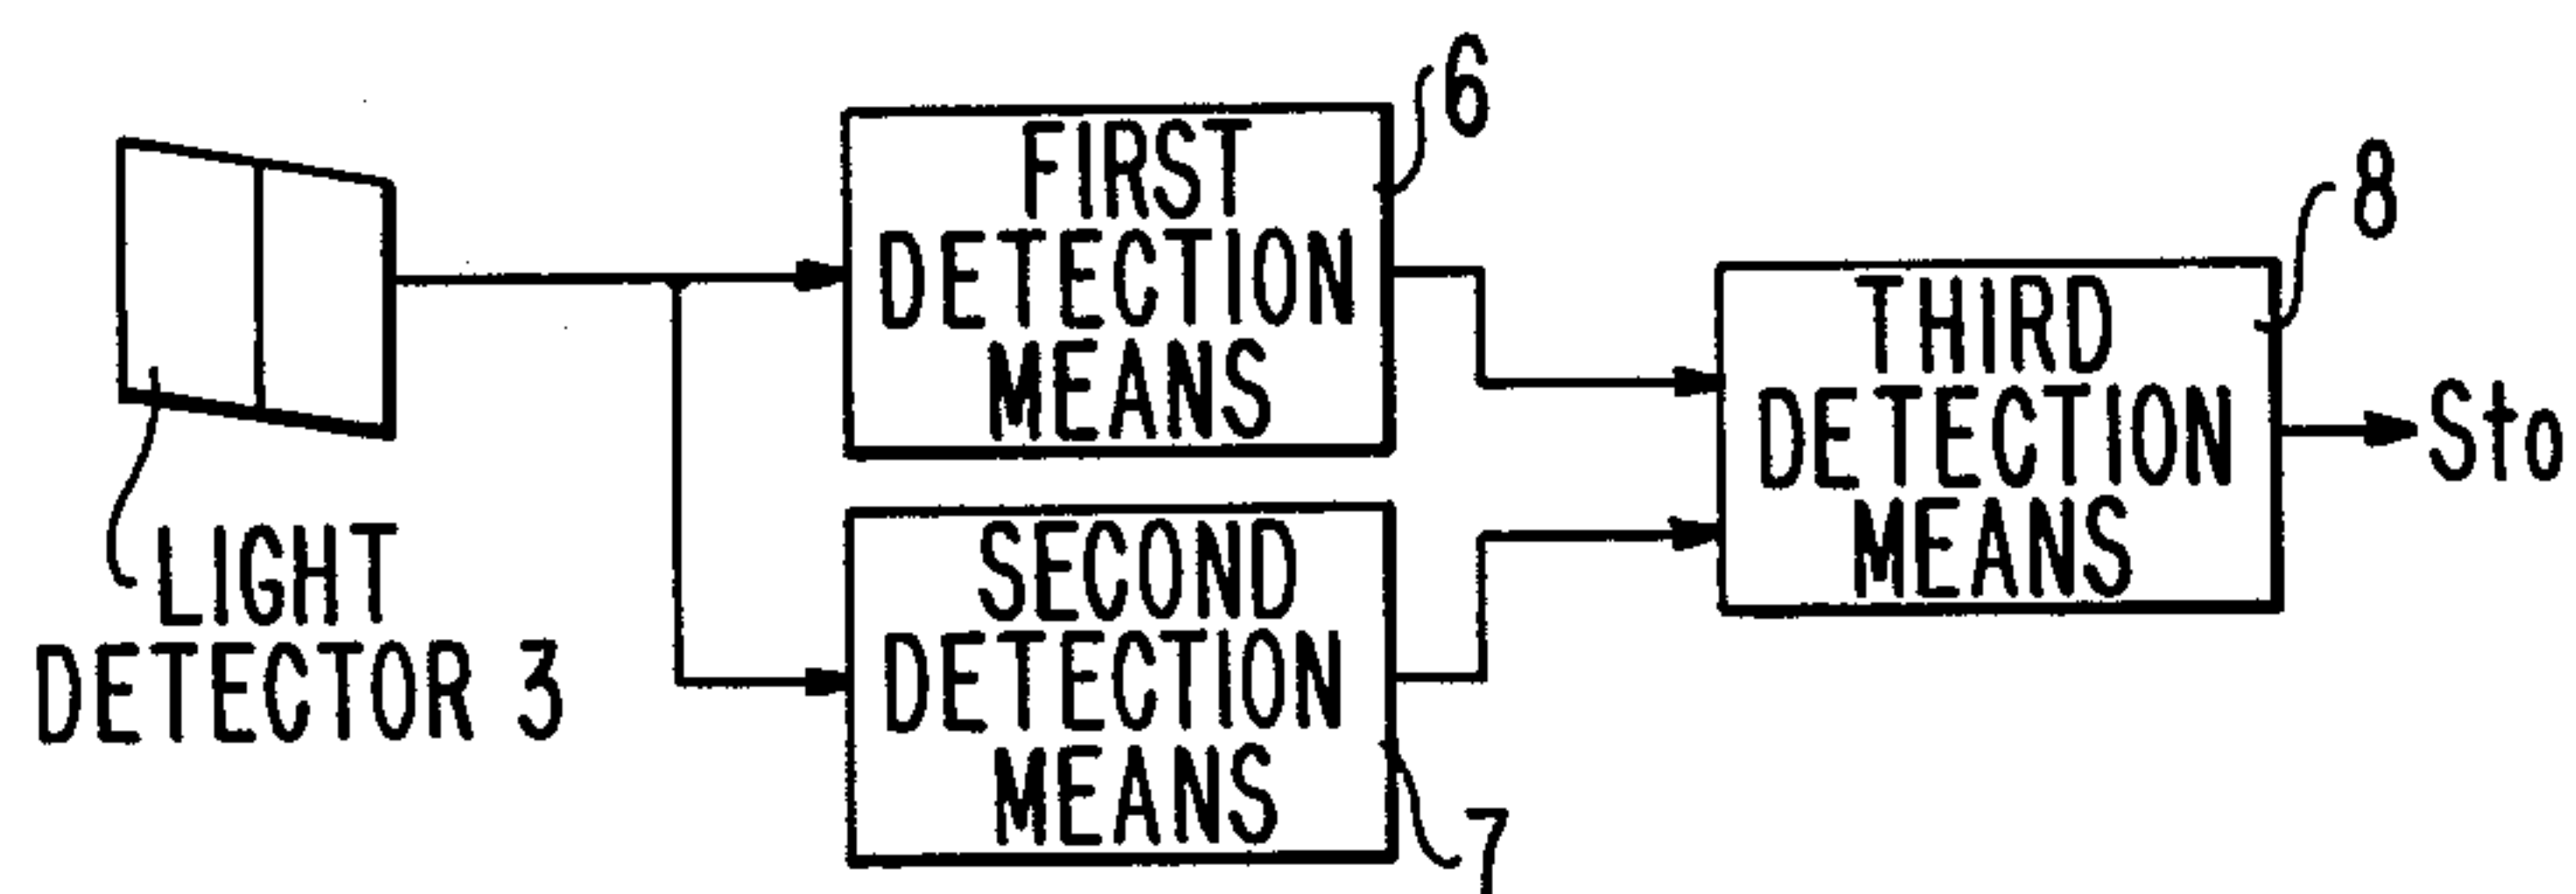 6
FIRST
DETECTION
MEANS
8
THIRD
DETECTION
MEANS
Sto
LIGHT
DETECTOR 3
SECOND
DETECTION
MEANS
7